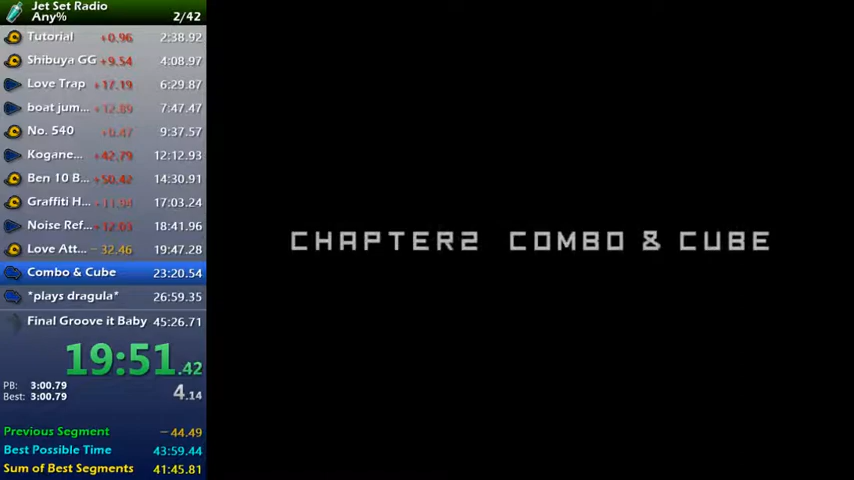 Jet Set Radio
Any% 2/42
Tutorial +0.96 2:38.92
Shibuya GG +9.54 4:08.97
Love Trap +17.19 6:29.87
boat jum... +12.89 7:47.47
No. 540 +0.47 9:37.57
Kogane... +42.79 12:12.93
Ben 10 B... +50.42 14:30.91
Graffiti H... +11.94 17:03.24
Noise Ref... +12.03 18:41.96
Love Att... −32.46 19:47.28
Combo & Cube 23:20.54
*plays dragula* 26:59.35
Final Groove it Baby 45:26.71
19:51.42
PB: 3:00.79
Best: 3:00.79
4.14
Previous Segment −44.49
Best Possible Time 43:59.44
Sum of Best Segments 41:45.81
CHAPTER2 COMBO & CUBE